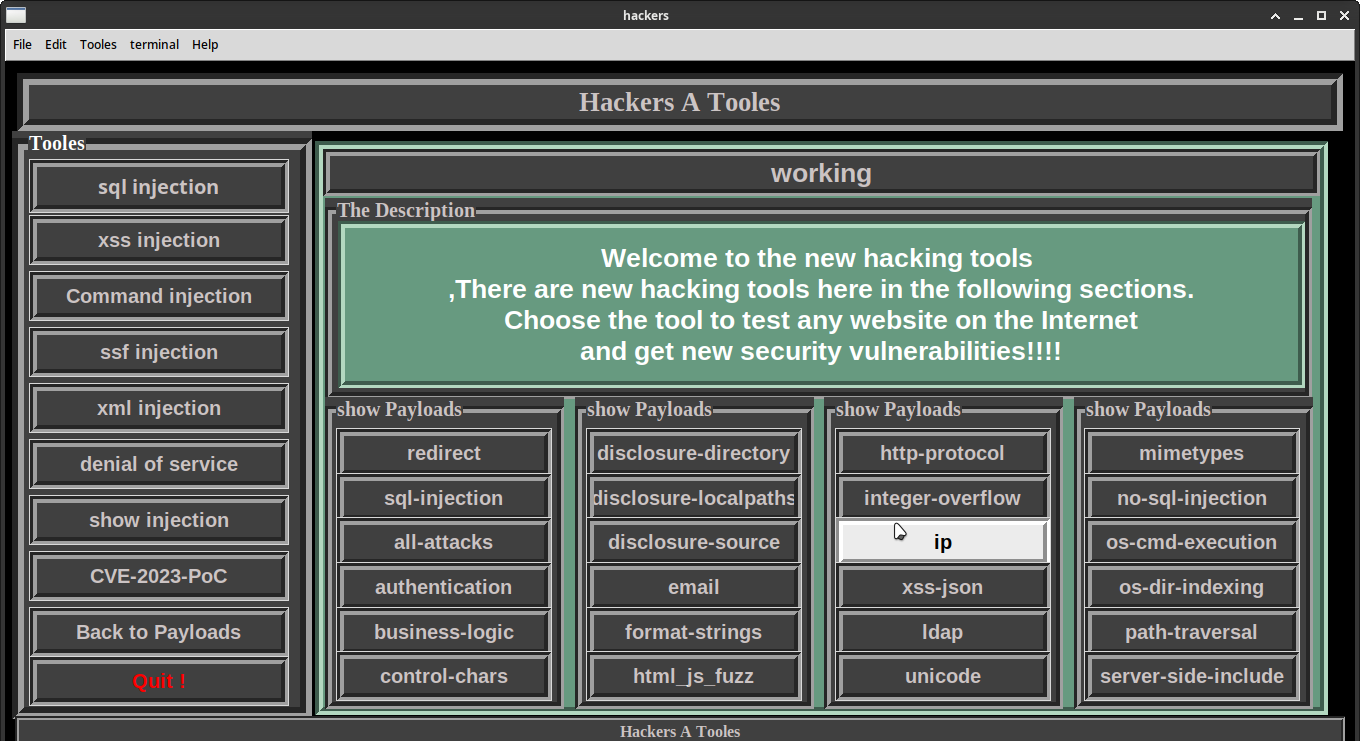 hackers
File Edit Tooles terminal Help
Hackers A Tooles
Tooles
sql injection
xss injection
Command injection
ssf injection
xml injection
denial of service
show injection
CVE-2023-PoC
Back to Payloads
Quit !
working
The Description
Welcome to the new hacking tools
,There are new hacking tools here in the following sections.
Choose the tool to test any website on the Internet
and get new security vulnerabilities!!!!
show Payloads
redirect
sql-injection
all-attacks
authentication
business-logic
control-chars
show Payloads
disclosure-directory
disclosure-localpaths
disclosure-source
email
format-strings
html_js_fuzz
show Payloads
http-protocol
integer-overflow
ip
xss-json
ldap
unicode
show Payloads
mimetypes
no-sql-injection
os-cmd-execution
os-dir-indexing
path-traversal
server-side-include
Hackers A Tooles